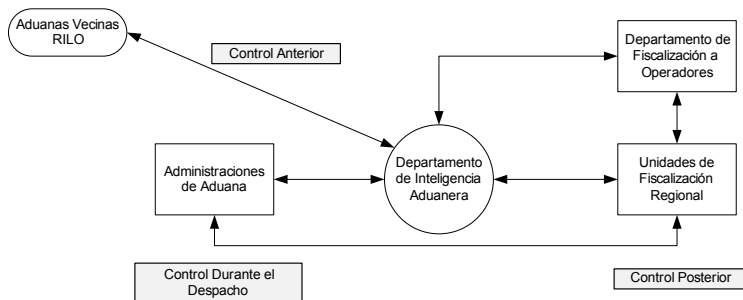 Aduanas Vecinas
RILO
Control Anterior
Departamento de
Fiscalización a
Operadores
Administraciones
de Aduana
Departamento
de Inteligencia
Aduanera
Unidades de
Fiscalización
Regional
Control Durante el
Despacho
Control Posterior